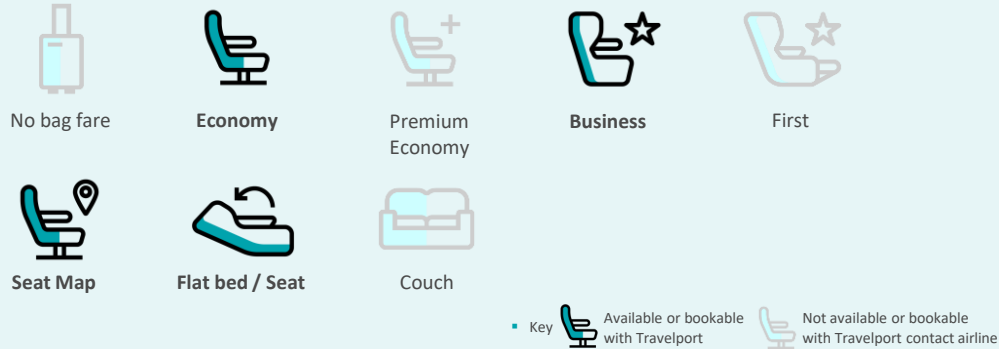 No bag fare
Economy
Premium
Economy
Business
First
Seat Map
Flat bed / Seat
Couch
Key
Available or bookable
with Travelport
Not available or bookable
with Travelport contact airline